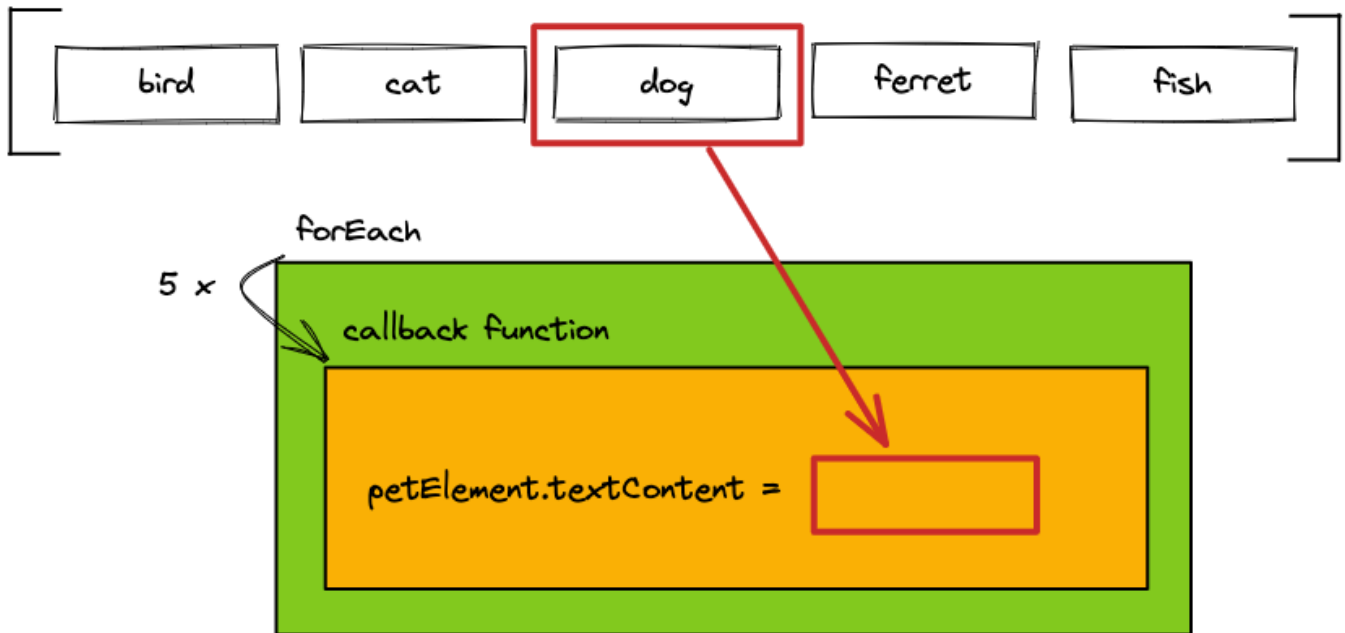 bird cat dog ferret fish
forEach
5 x
callback function
petElement.textContent =